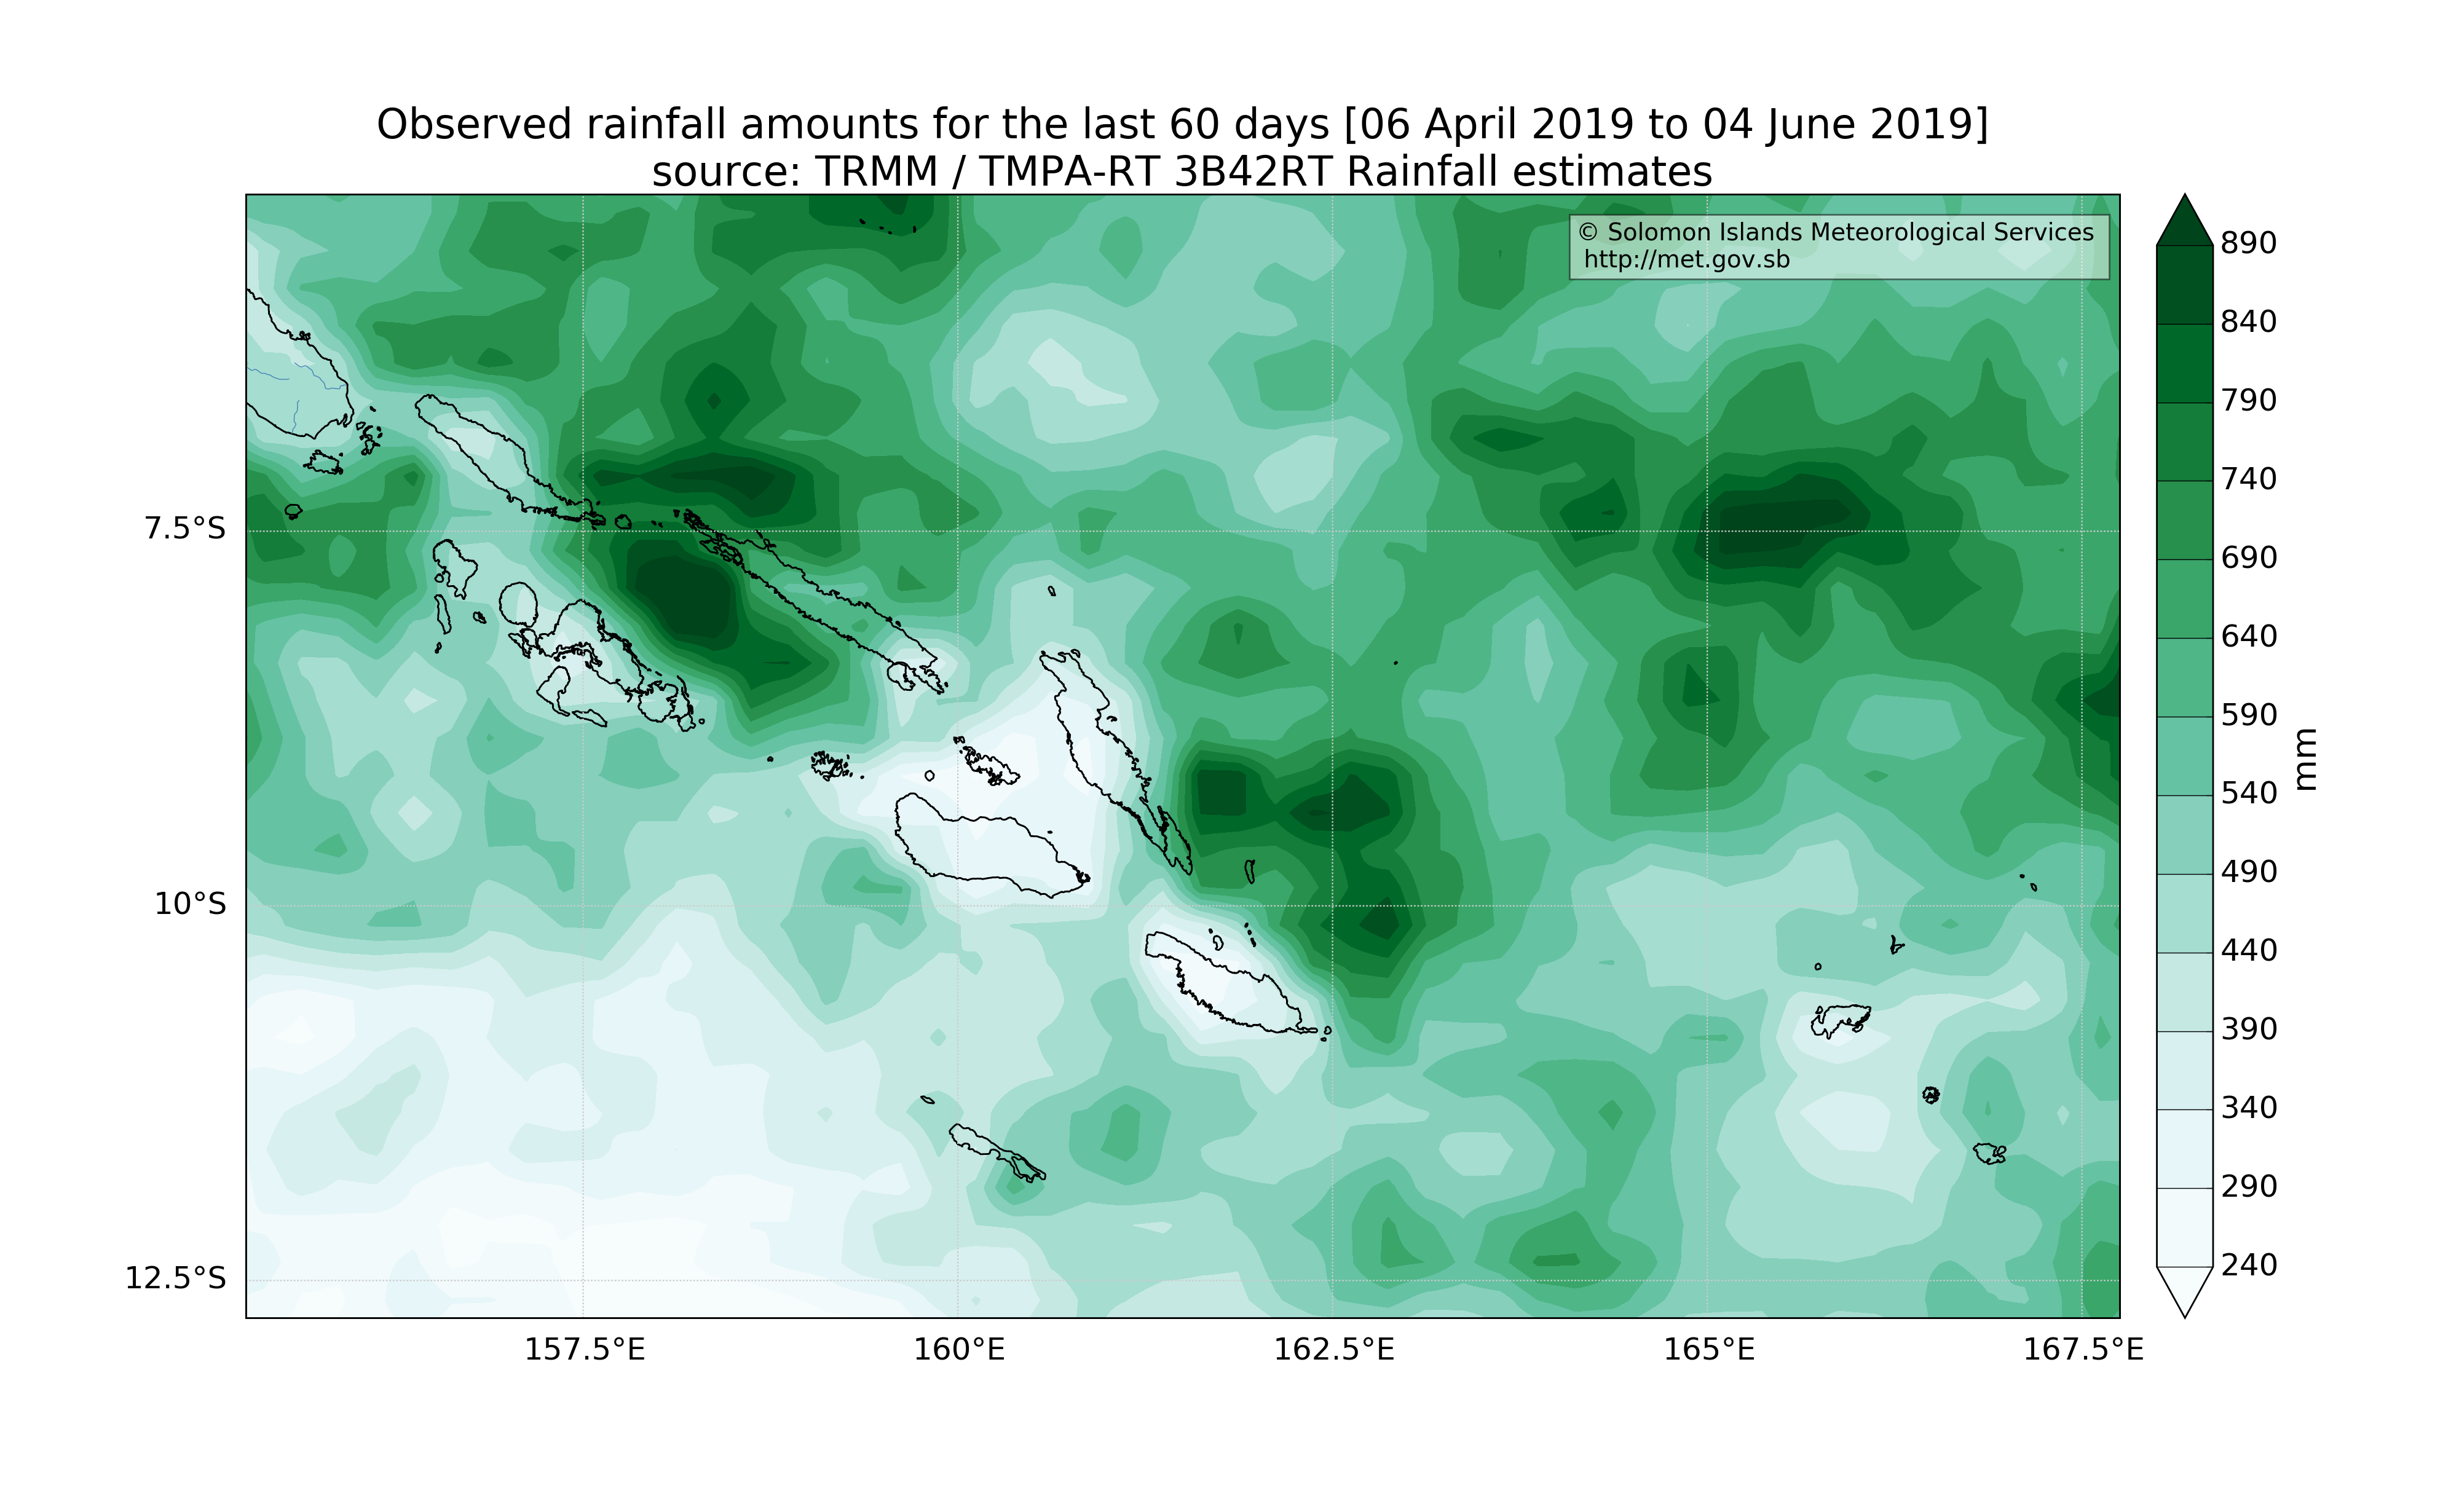 Observed rainfall amounts for the last 60 days [06 April 2019 to 04 June 2019]
source: TRMM / TMPA-RT 3B42RT Rainfall estimates
© Solomon Islands Meteorological Services
http://met.gov.sb
7.5°S
10°S
12.5°S
157.5°E
160°E
162.5°E
165°E
167.5°E
890
840
790
740
690
640
590
540
490
440
390
340
290
240
mm